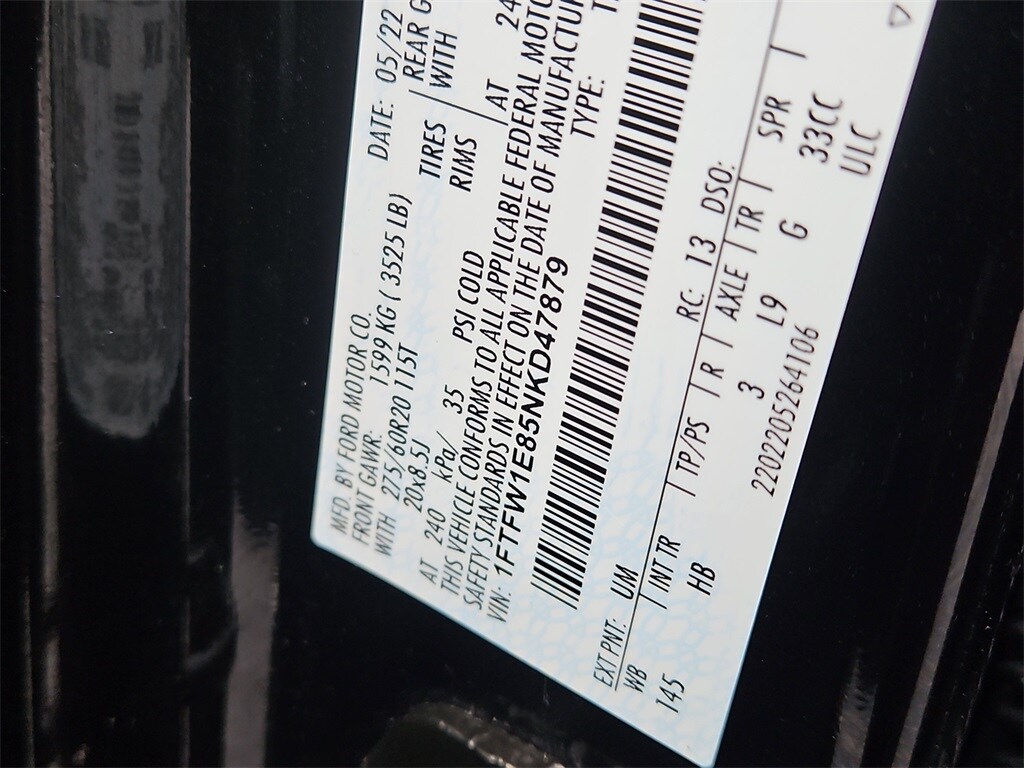 MFD. BY FORD MOTOR CO.
DATE: 05/22
FRONT GAWR: 1599 KG ( 3525 LB)
REAR G
WITH 275/60R20 115T TIRES WITH
20x8.5J RIMS
AT 240 kPa/ 35 PSI COLD AT 24
THIS VEHICLE CONFORMS TO ALL APPLICABLE FEDERAL MOTO
SAFETY STANDARDS IN EFFECT ON THE DATE OF MANUFACTUR
VIN: 1FTFW1E85NKD47879
TYPE: T
EXT PNT: UM RC: 13 DSO:
WB INT TR TP/PS R AXLE TR SPR
145 HB 3 L9 G 33CC
2202205264106 ULC